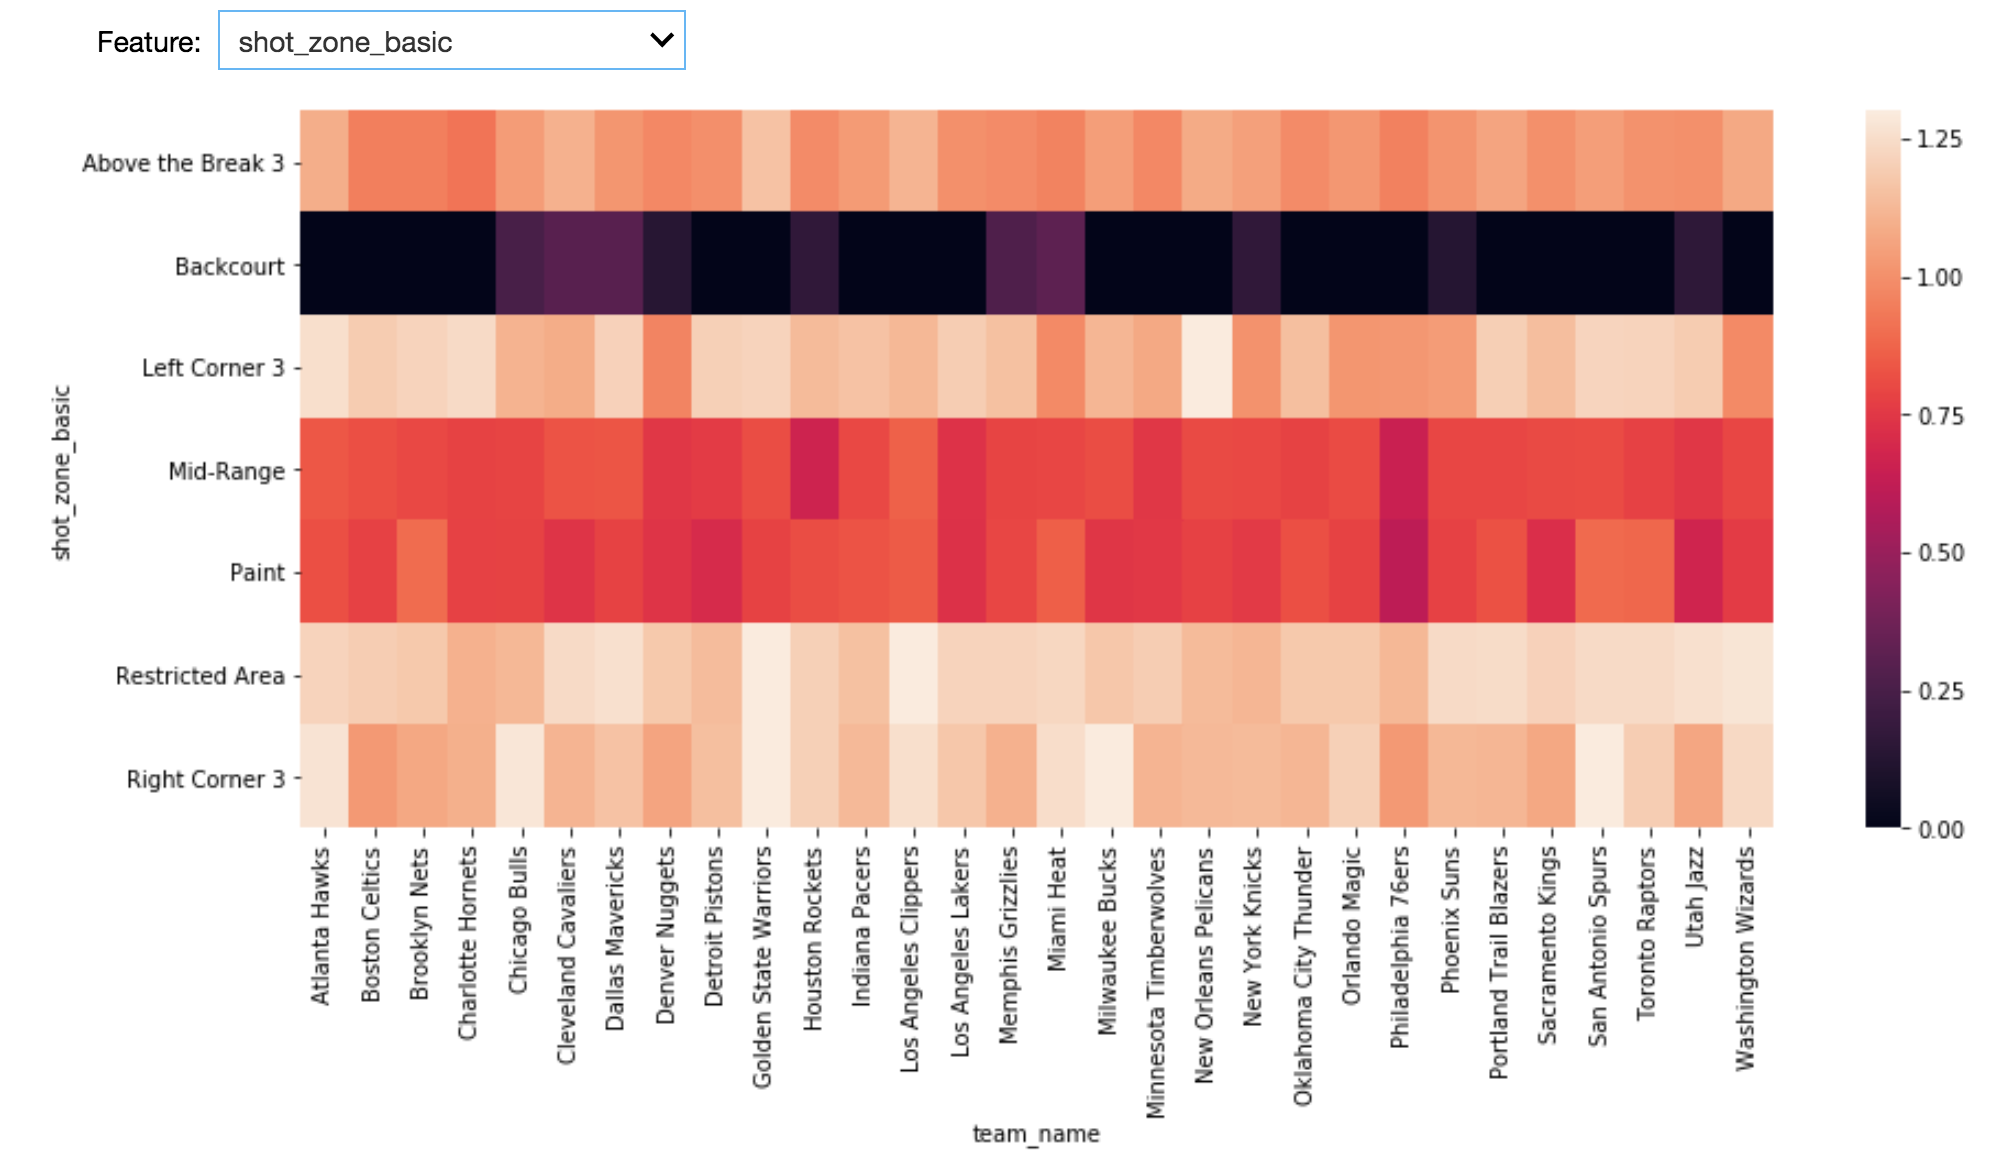 Feature: shot_zone_basic
Above the Break 3
Backcourt
Left Corner 3
Mid-Range
Paint
Restricted Area
Right Corner 3
shot_zone_basic
1.25
1.00
0.75
0.50
0.25
0.00
Atlanta Hawks
Boston Celtics
Brooklyn Nets
Charlotte Hornets
Chicago Bulls
Cleveland Cavaliers
Dallas Mavericks
Denver Nuggets
Detroit Pistons
Golden State Warriors
Houston Rockets
Indiana Pacers
Los Angeles Clippers
Los Angeles Lakers
Memphis Grizzlies
Miami Heat
Milwaukee Bucks
Minnesota Timberwolves
New Orleans Pelicans
New York Knicks
Oklahoma City Thunder
Orlando Magic
Philadelphia 76ers
Phoenix Suns
Portland Trail Blazers
Sacramento Kings
San Antonio Spurs
Toronto Raptors
Utah Jazz
Washington Wizards
team_name